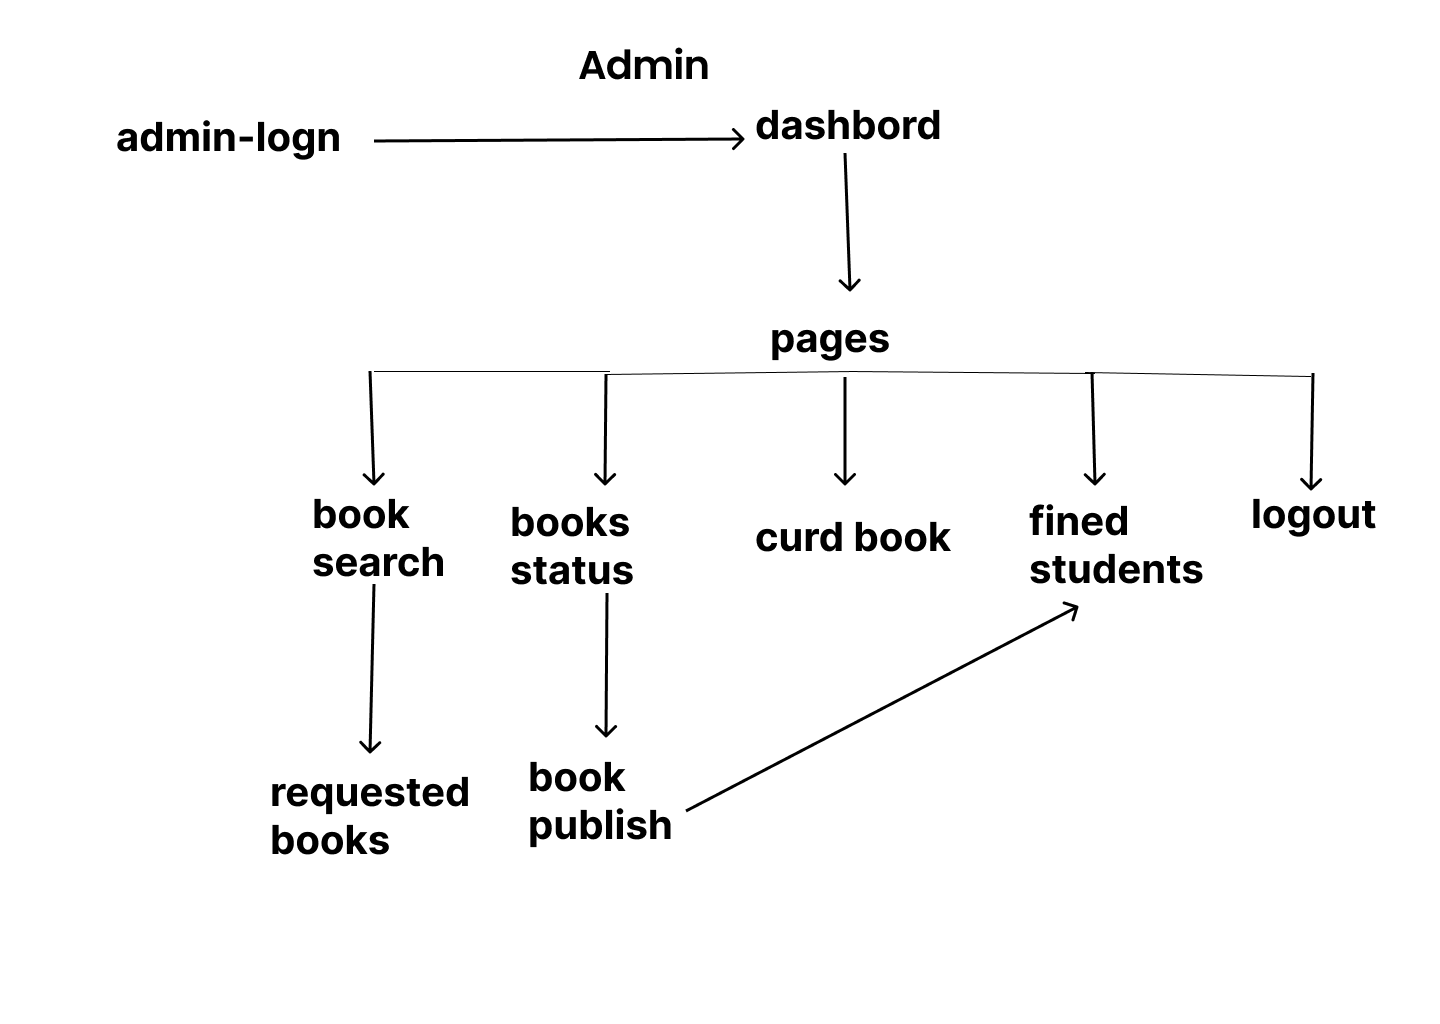 Admin
admin-logn
dashbord
pages
book
search
books
status
curd book
fined
students
logout
requested
books
book
publish